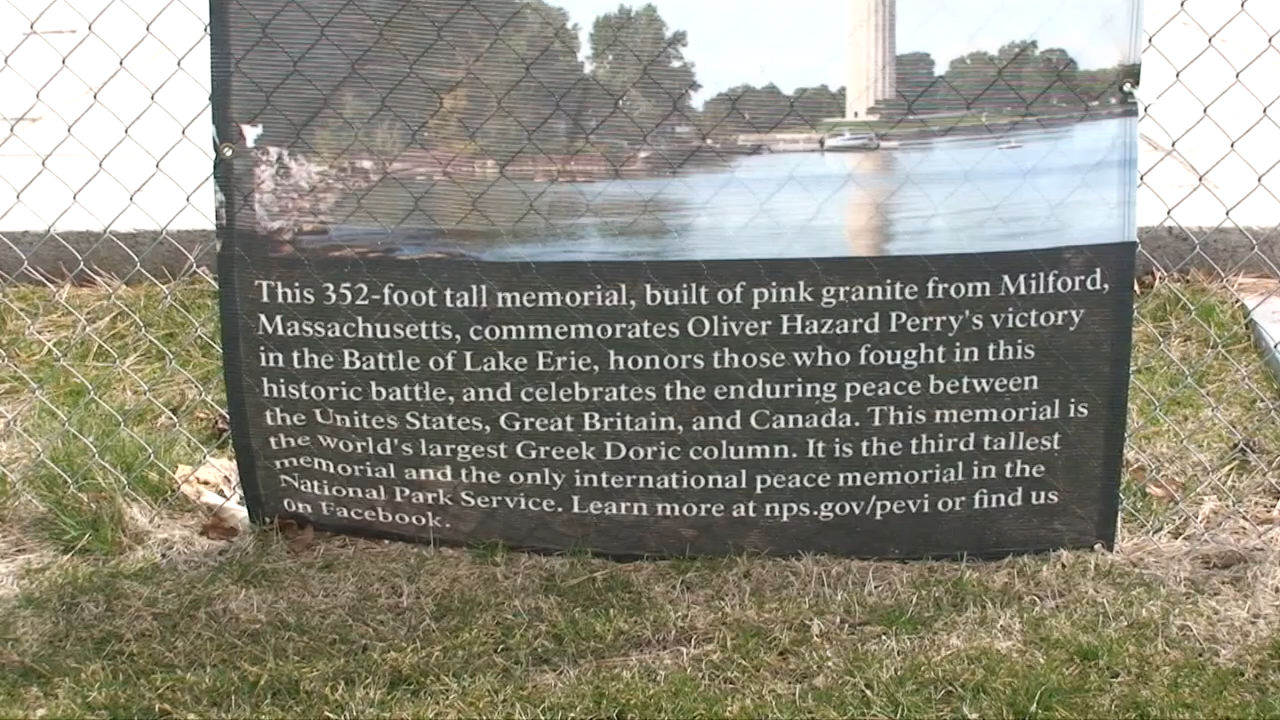 This 352-foot tall memorial, built of pink granite from Milford,
Massachusetts, commemorates Oliver Hazard Perry's victory
in the Battle of Lake Erie, honors those who fought in this
historic battle, and celebrates the enduring peace between
the Unites States, Great Britain, and Canada. This memorial is
the world's largest Greek Doric column. It is the third tallest
memorial and the only international peace memorial in the
National Park Service. Learn more at nps.gov/pevi or find us
on Facebook.